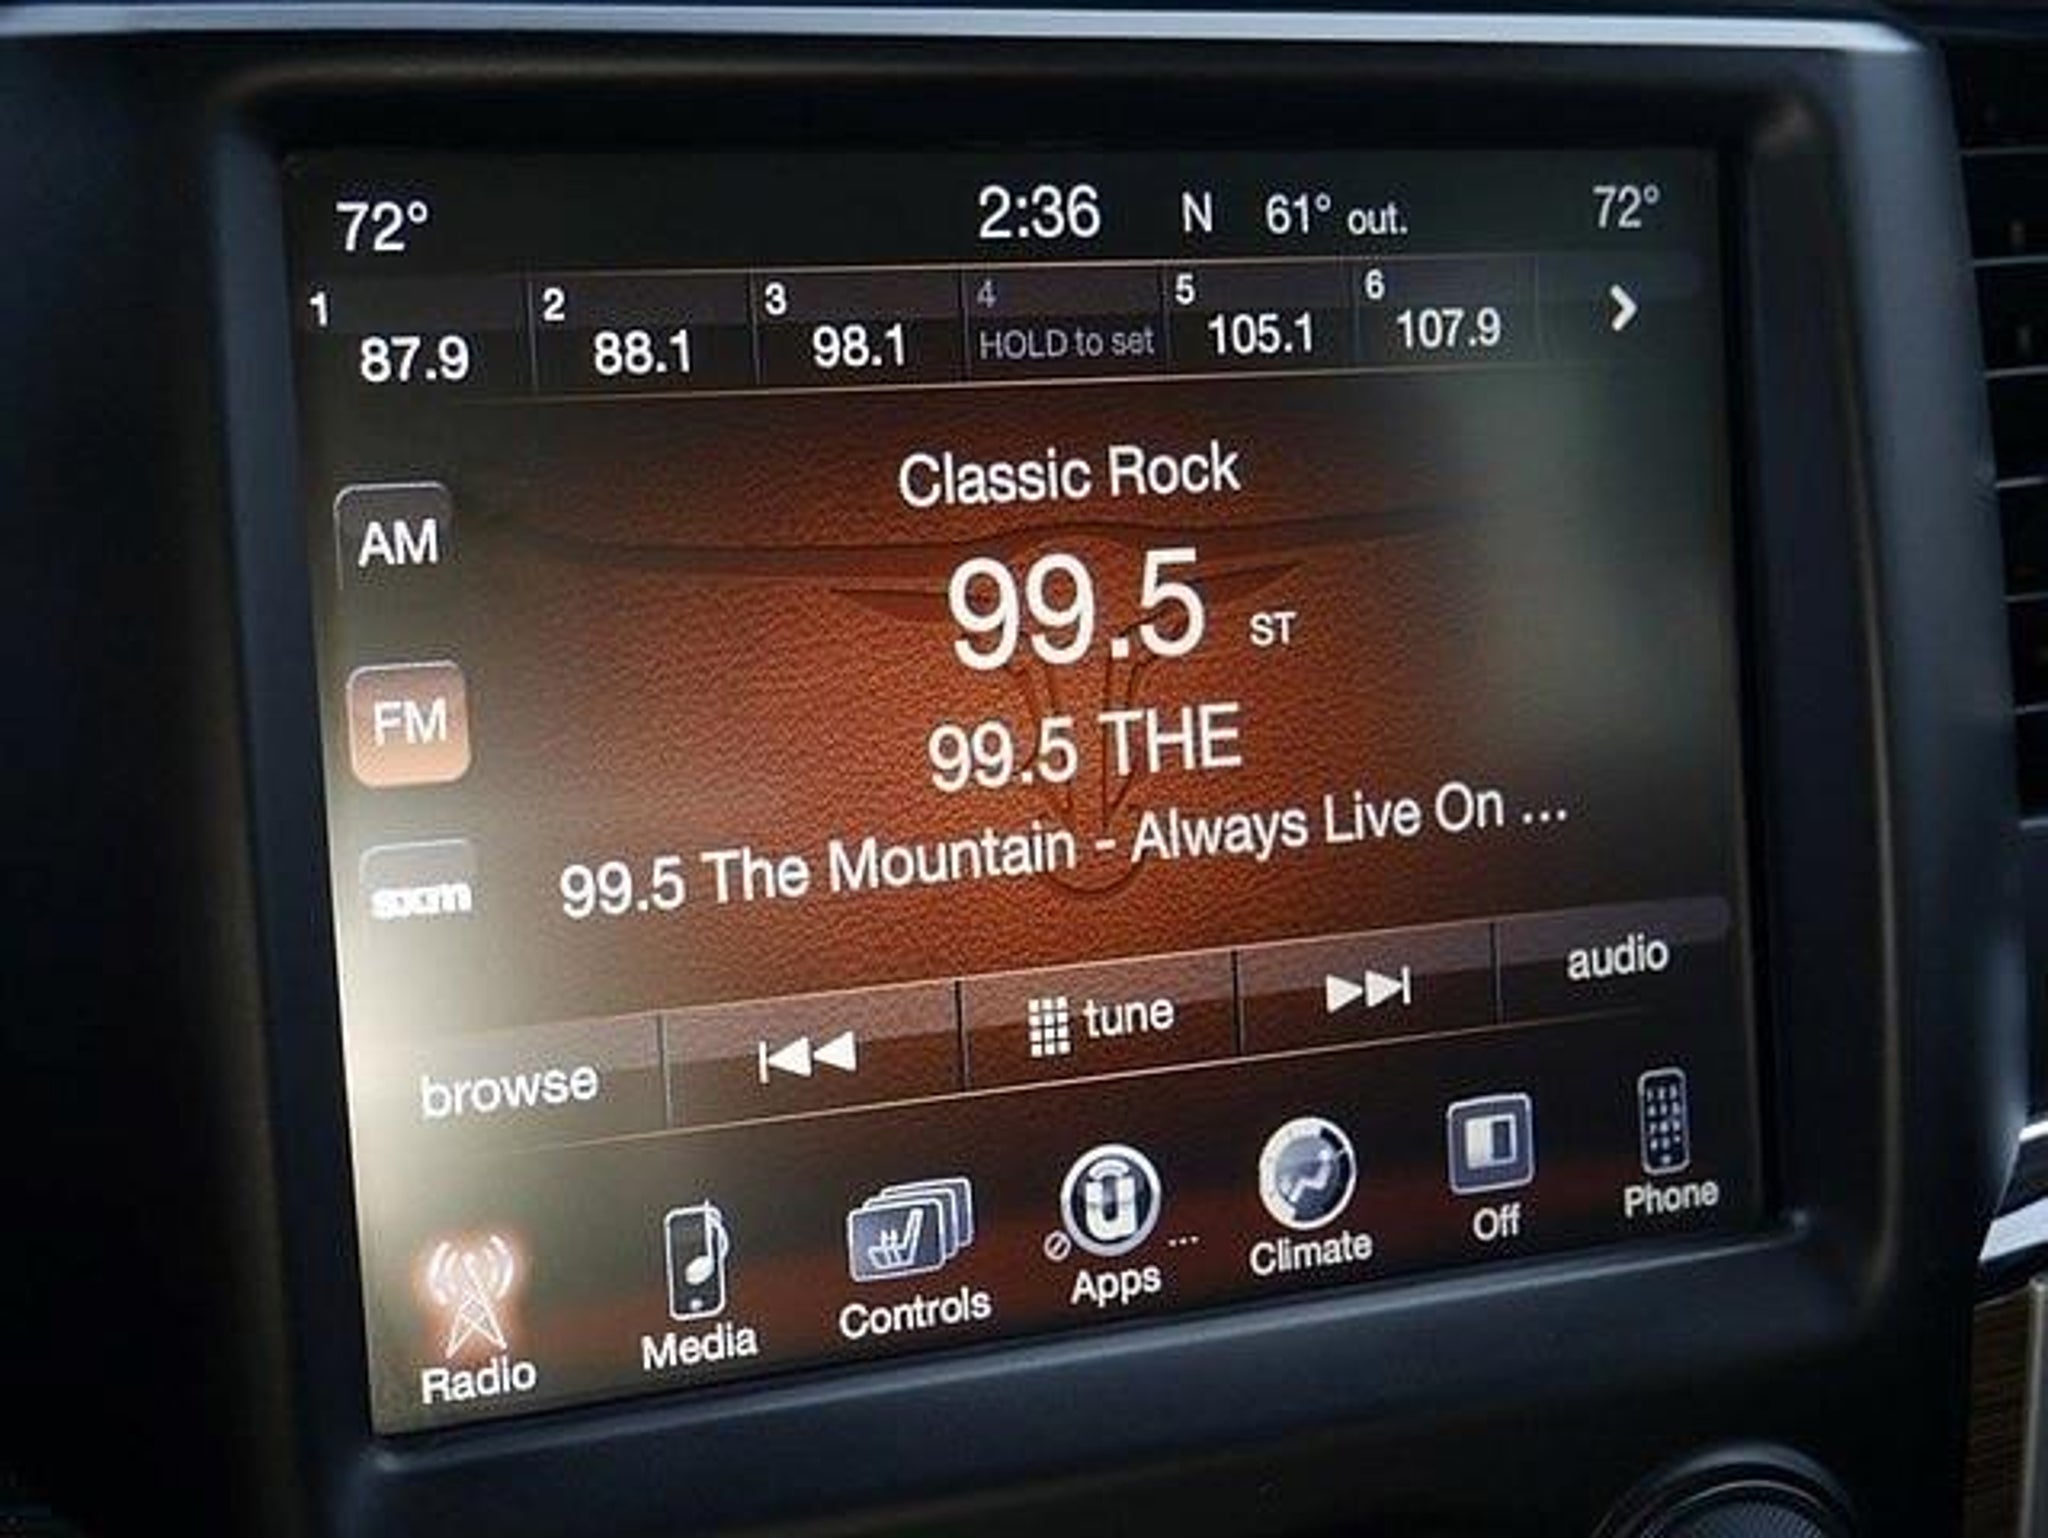 72° 2:36 N 61° out. 72°
1 2 3 4 5 6
87.9 88.1 98.1 HOLD to set 105.1 107.9
Classic Rock
AM
99.5 ST
FM
99.5 THE
99.5 The Mountain - Always Live On ...
sxm
browse tune audio
Radio Media Controls Apps ... Climate Off Phone